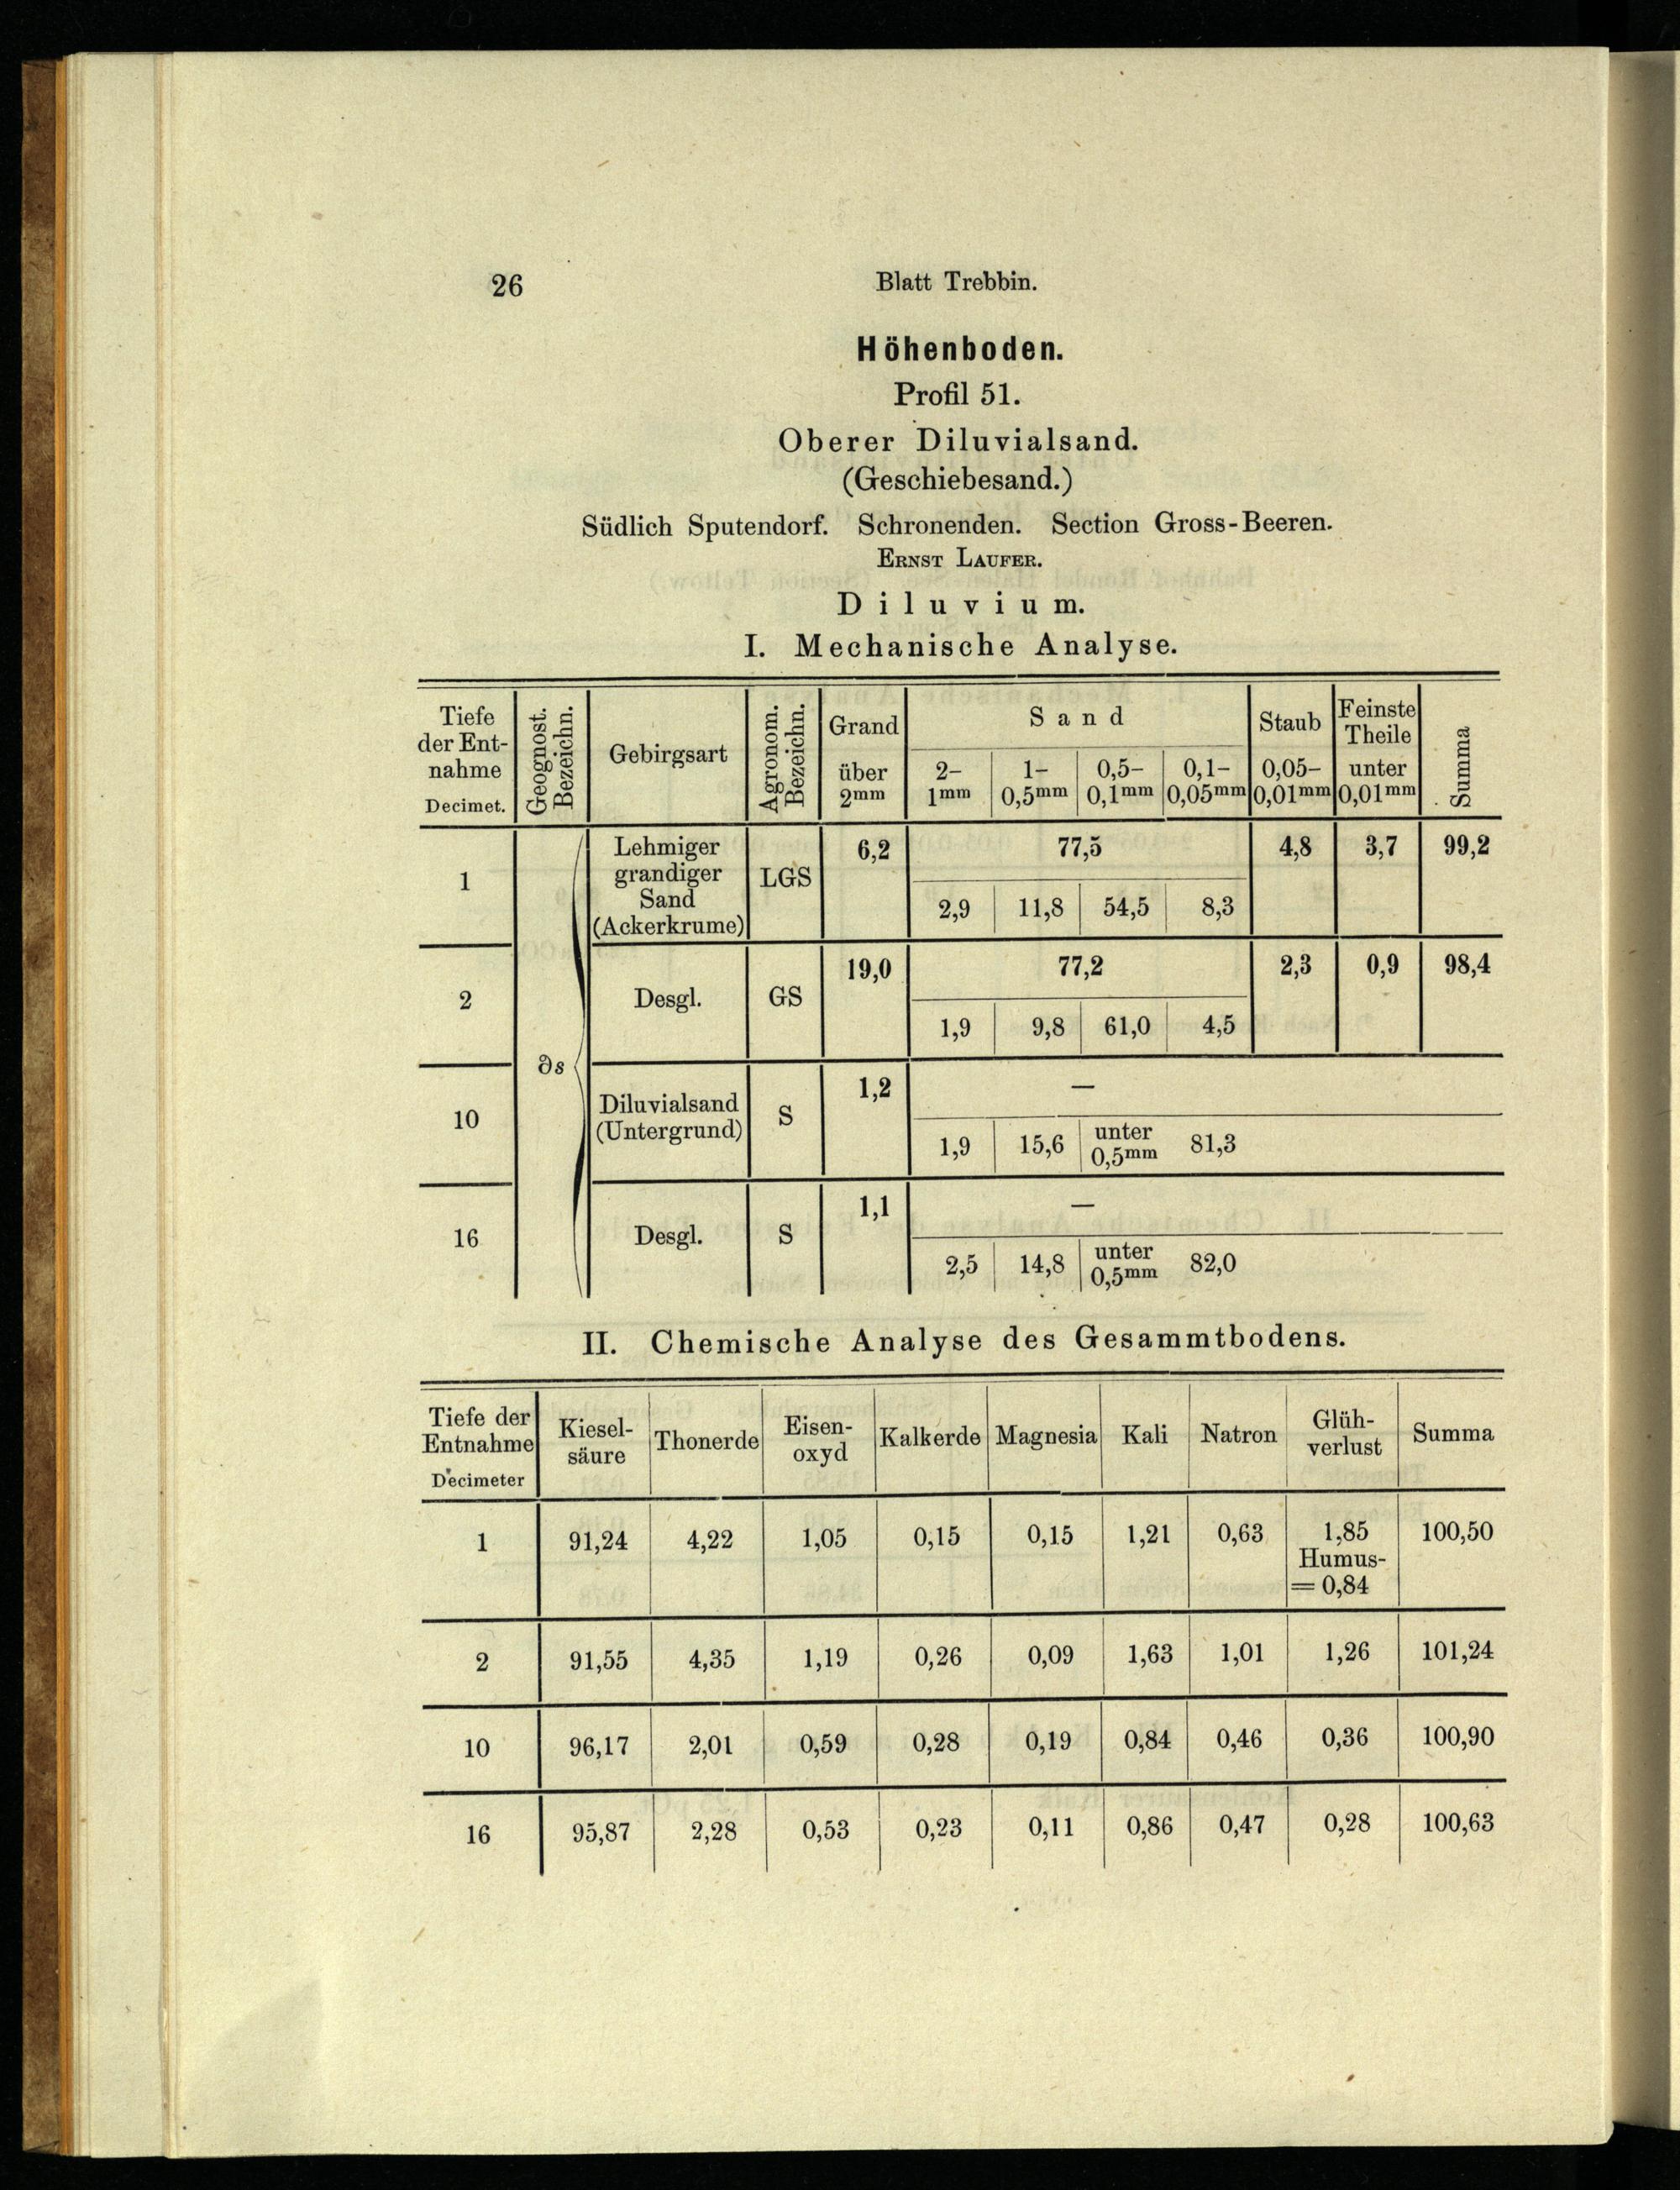 26 Blatt Trebbin.
Höhenboden.
Profil 51.
Oberer Diluvialsand.
(Geschiebesand.)
Südlich Sputendorf. Schronenden. Section Gross-Beeren.
Ernst Laufer.
Diluvium.
I. Mechanische Analyse.
Tiefe der Ent-nahme Decimet. | Geognost. Bezeichn. | Gebirgsart | Agronom. Bezeichn. | Grand über 2mm | Sand 2-1mm | 1-0,5mm | 0,5-0,1mm | 0,1-0,05mm | Staub 0,05-0,01mm | Feinste Theile unter 0,01mm | Summa
1 | ∂s | Lehmiger grandiger Sand (Ackerkrume) | LGS | 6,2 | 77,5 | 4,8 | 3,7 | 99,2
2,9 | 11,8 | 54,5 | 8,3
2 | Desgl. | GS | 19,0 | 77,2 | 2,3 | 0,9 | 98,4
1,9 | 9,8 | 61,0 | 4,5
10 | Diluvialsand (Untergrund) | S | 1,2 | —
1,9 | 15,6 | unter 0,5mm 81,3
16 | Desgl. | S | 1,1 | —
2,5 | 14,8 | unter 0,5mm 82,0
II. Chemische Analyse des Gesammtbodens.
Tiefe der Entnahme Decimeter | Kiesel-säure | Thonerde | Eisen-oxyd | Kalkerde | Magnesia | Kali | Natron | Glüh-verlust | Summa
1 | 91,24 | 4,22 | 1,05 | 0,15 | 0,15 | 1,21 | 0,63 | 1,85 Humus- = 0,84 | 100,50
2 | 91,55 | 4,35 | 1,19 | 0,26 | 0,09 | 1,63 | 1,01 | 1,26 | 101,24
10 | 96,17 | 2,01 | 0,59 | 0,28 | 0,19 | 0,84 | 0,46 | 0,36 | 100,90
16 | 95,87 | 2,28 | 0,53 | 0,23 | 0,11 | 0,86 | 0,47 | 0,28 | 100,63